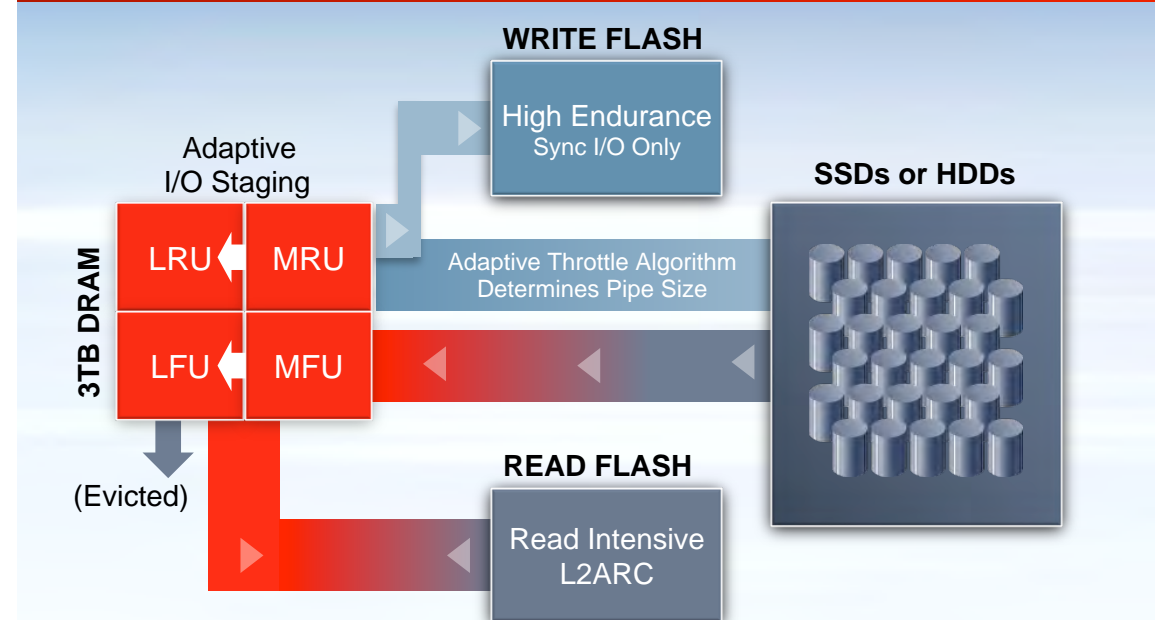 WRITE FLASH
High Endurance
Sync I/O Only
Adaptive
I/O Staging
SSDs or HDDs
3TB DRAM
LRU
MRU
Adaptive Throttle Algorithm
Determines Pipe Size
LFU
MFU
(Evicted)
READ FLASH
Read Intensive
L2ARC